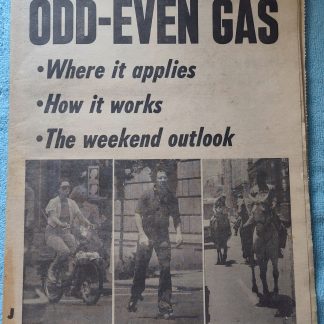 ODD-EVEN GAS
•Where it applies
•How it works
•The weekend outlook
J